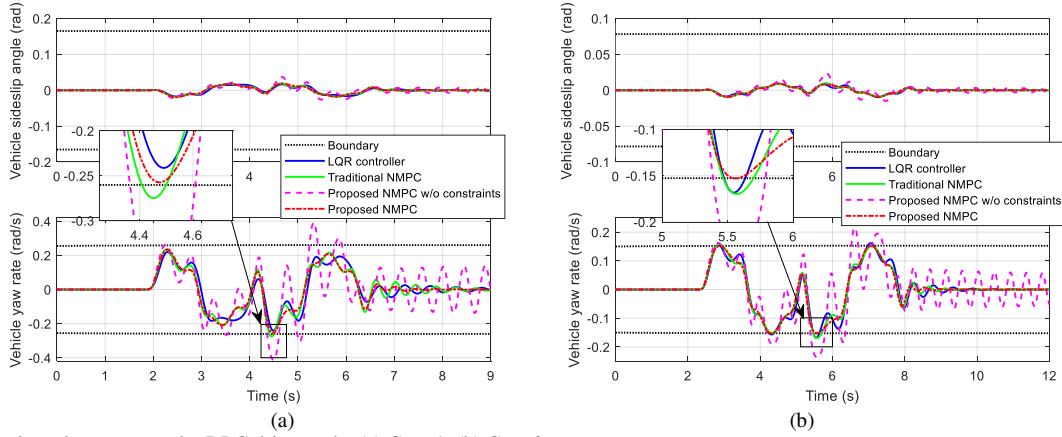 Vehicle sideslip angle (rad)
0.2
0.1
0
-0.1
-0.2
0
4
-0.2
-0.25
-0.3
4.4
4.6
Boundary
LQR controller
Traditional NMPC
Proposed NMPC w/o constraints
Proposed NMPC
Vehicle yaw rate (rad/s)
0.4
0.2
0
-0.2
-0.4
0 1 2 3 4 5 6 7 8 9
Time (s)
(a)
Vehicle sideslip angle (rad)
0.1
0.05
0
-0.05
-0.1
0
6
-0.1
-0.15
-0.2
5
5.5
6
Boundary
LQR controller
Traditional NMPC
Proposed NMPC w/o constraints
Proposed NMPC
Vehicle yaw rate (rad/s)
0.2
0.1
0
-0.1
-0.2
0 2 4 6 8 10 12
Time (s)
(b)